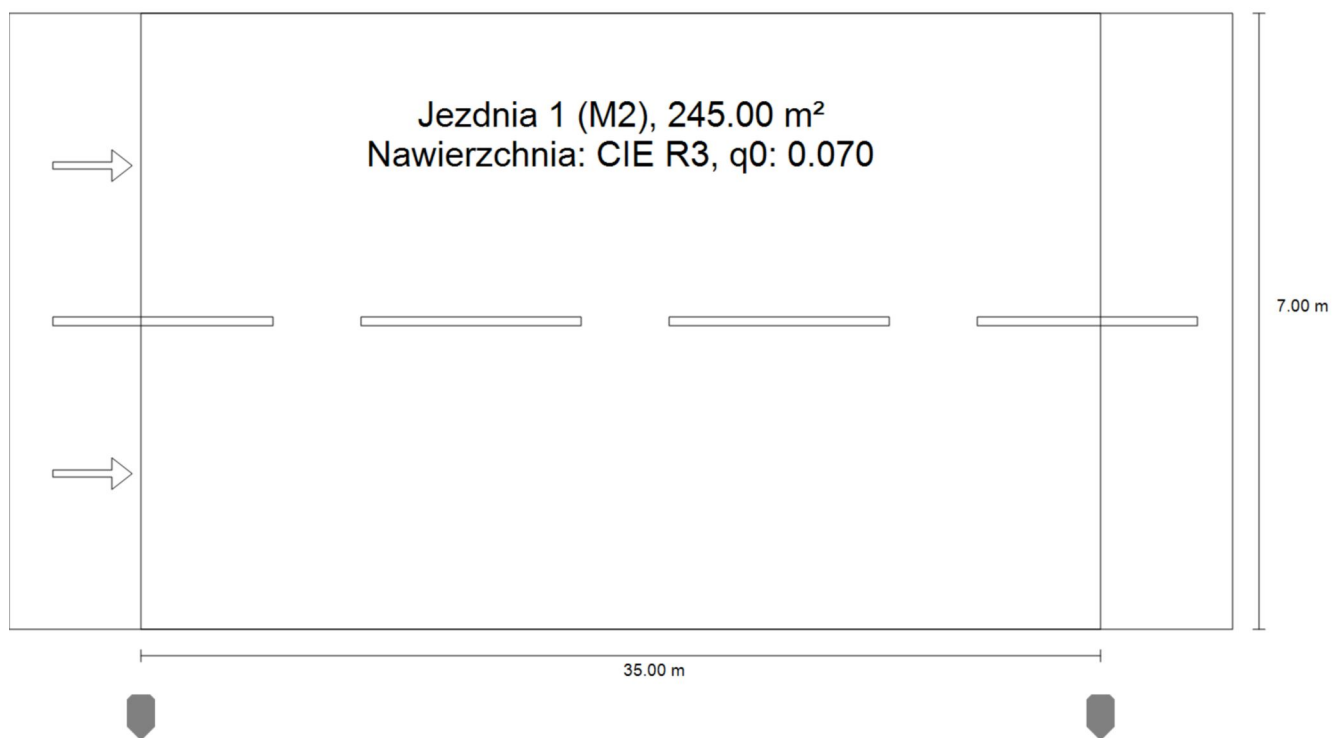 Jezdnia 1 (M2), 245.00 m²
Nawierzchnia: CIE R3, q0: 0.070
7.00 m
35.00 m